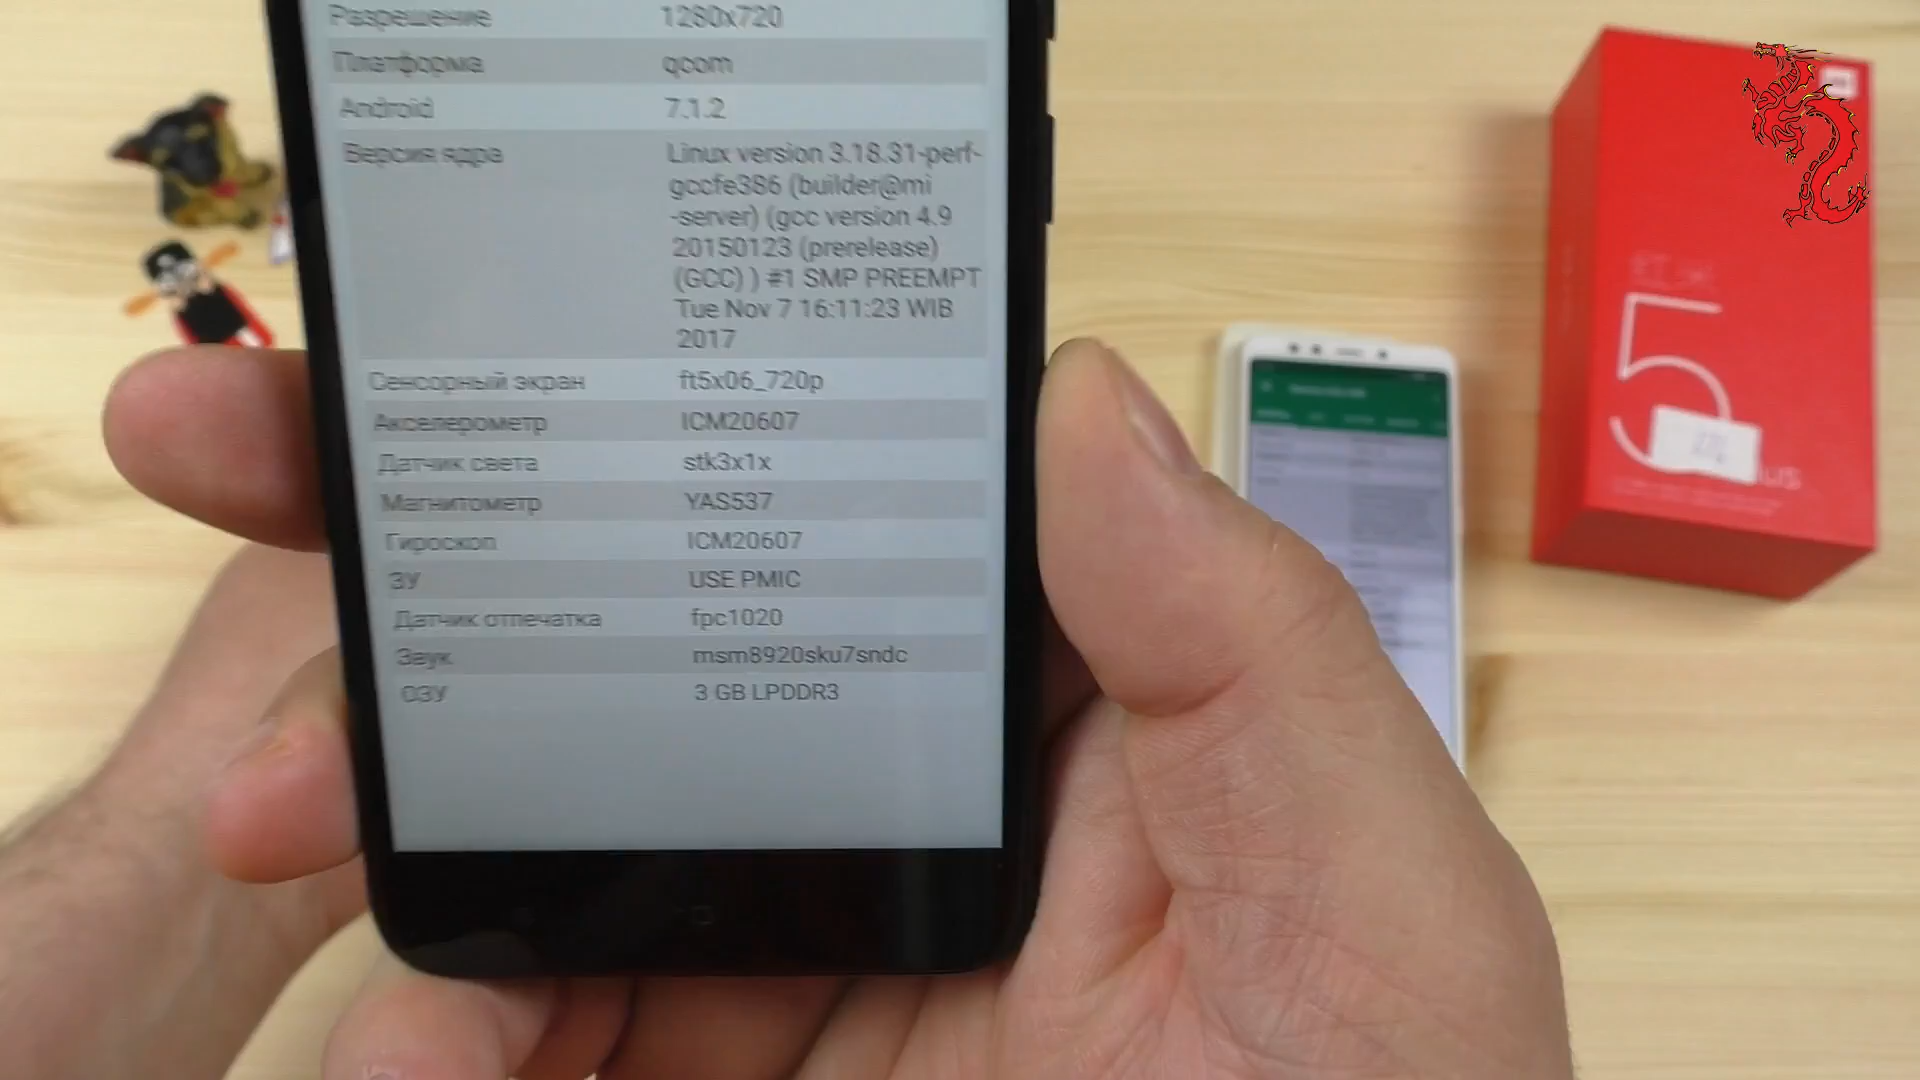 Разрешение 1280x720
Платформа qcom
Android 7.1.2
Версия ядра Linux version 3.18.31-perf-
gccfe386 (builder@mi
-server) (gcc version 4.9
20150123 (prerelease)
(GCC) ) #1 SMP PREEMPT
Tue Nov 7 16:11:23 WIB
2017
Сенсорный экран ft5x06_720p
Акселерометр ICM20607
Датчик света stk3x1x
Магнитометр YAS537
Гироскоп ICM20607
ЗУ USE PMIC
Датчик отпечатка fpc1020
Звук msm8920sku7sndc
ОЗУ 3 GB LPDDR3
5